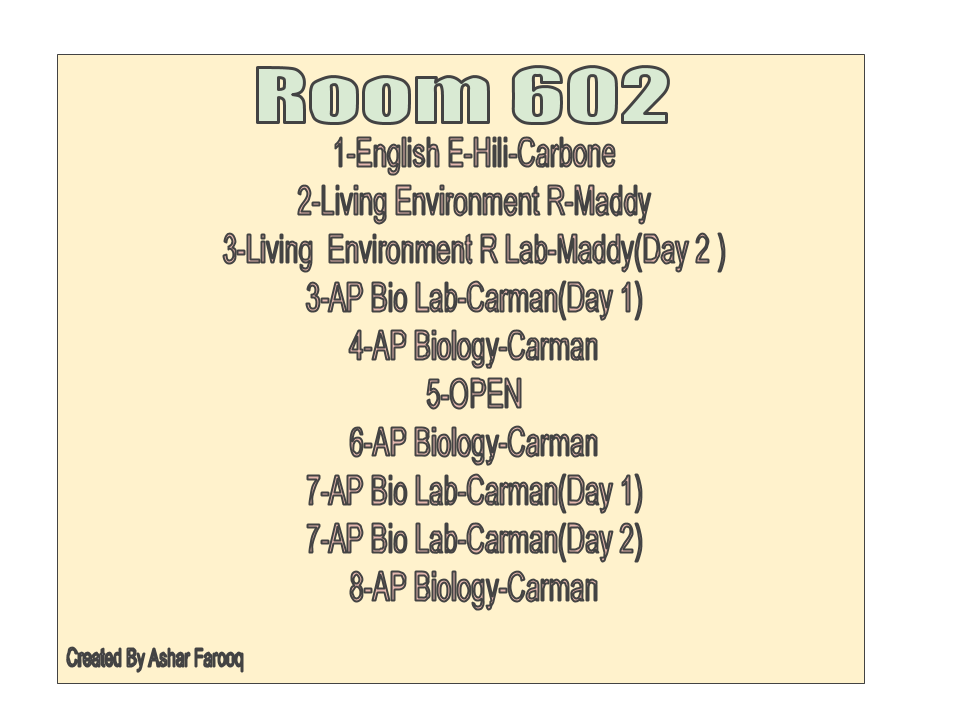 Room 602
1-English E-Hili-Carbone
2-Living Environment R-Maddy
3-Living  Environment R Lab-Maddy(Day 2 )
3-AP Bio Lab-Carman(Day 1)
4-AP Biology-Carman
5-OPEN
6-AP Biology-Carman
7-AP Bio Lab-Carman(Day 1)
7-AP Bio Lab-Carman(Day 2)
8-AP Biology-Carman
Created By Ashar Farooq